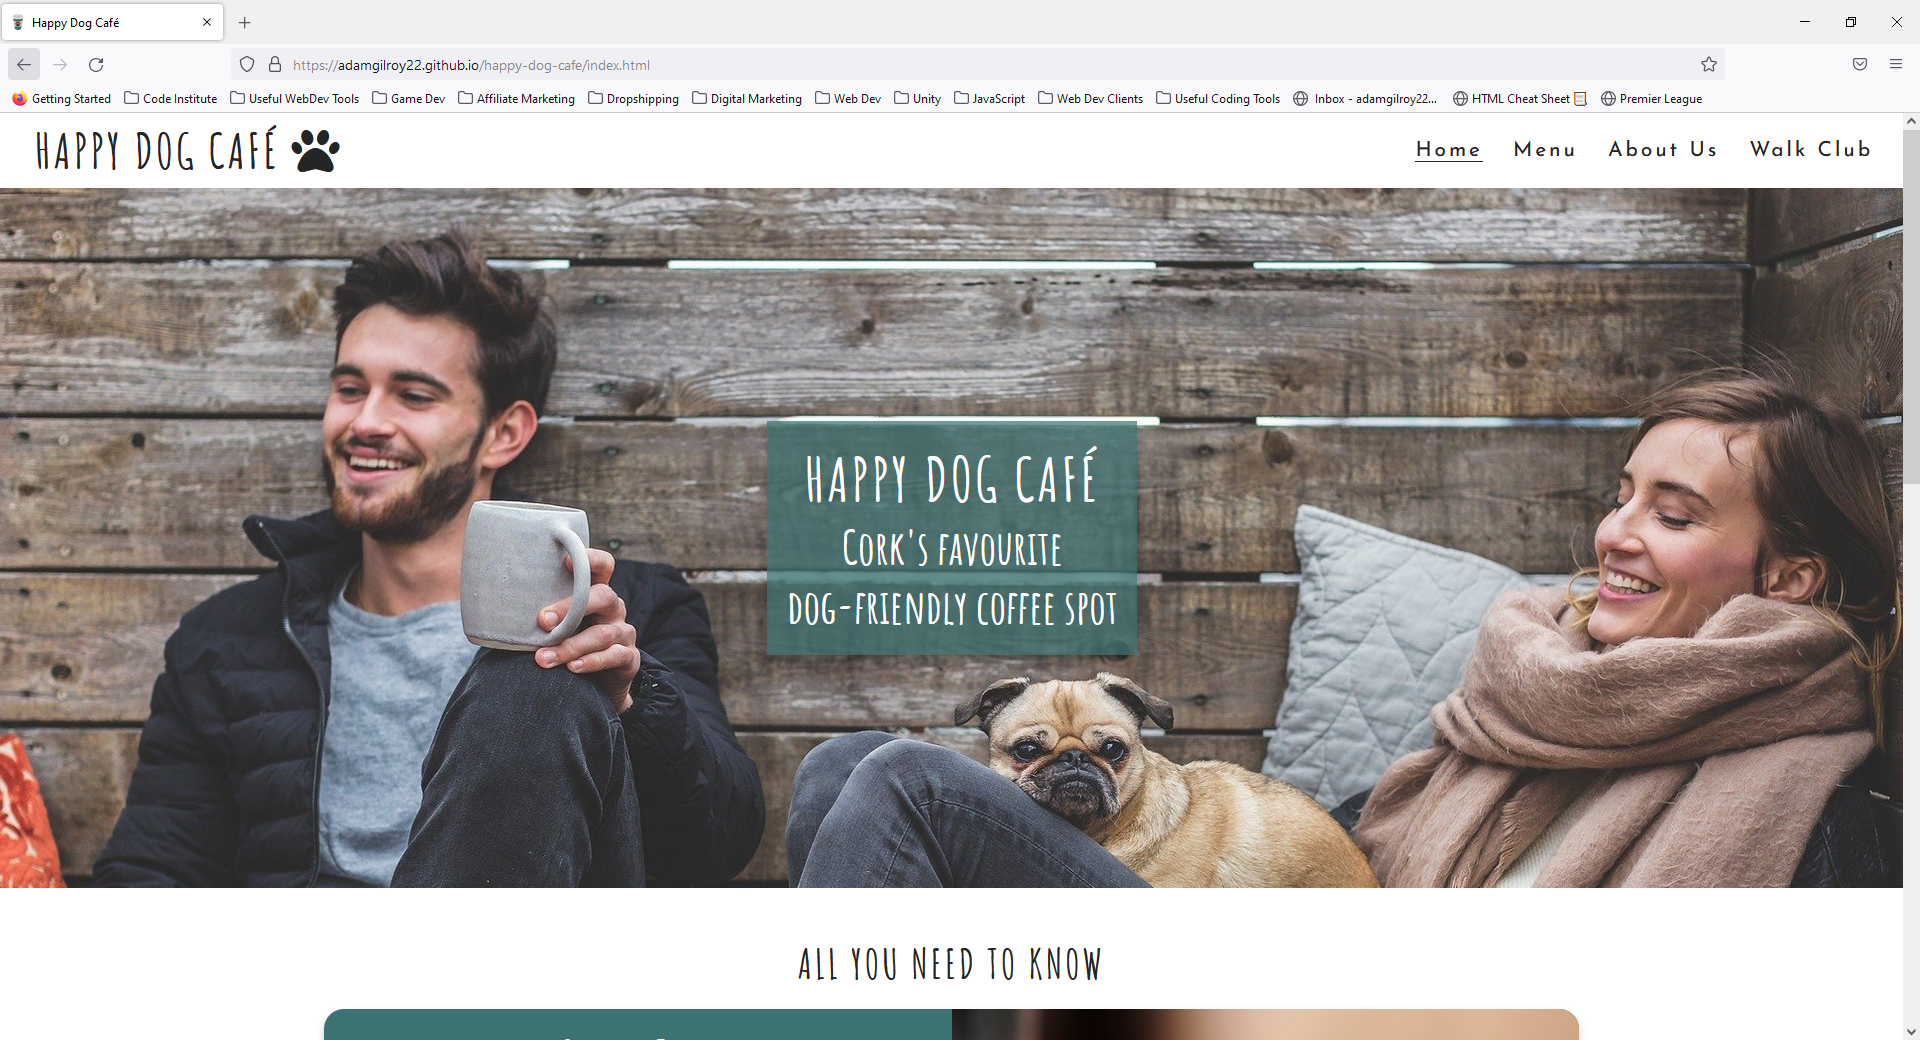 Happy Dog Café
https://adamgilroy22.github.io/happy-dog-cafe/index.html
Getting Started Code Institute Useful WebDev Tools Game Dev Affiliate Marketing Dropshipping Digital Marketing Web Dev Unity JavaScript Web Dev Clients Useful Coding Tools Inbox - adamgilroy22... HTML Cheat Sheet Premier League
HAPPY DOG CAFÉ
Home Menu About Us Walk Club
HAPPY DOG CAFÉ
Cork's favourite
dog-friendly coffee spot
ALL YOU NEED TO KNOW